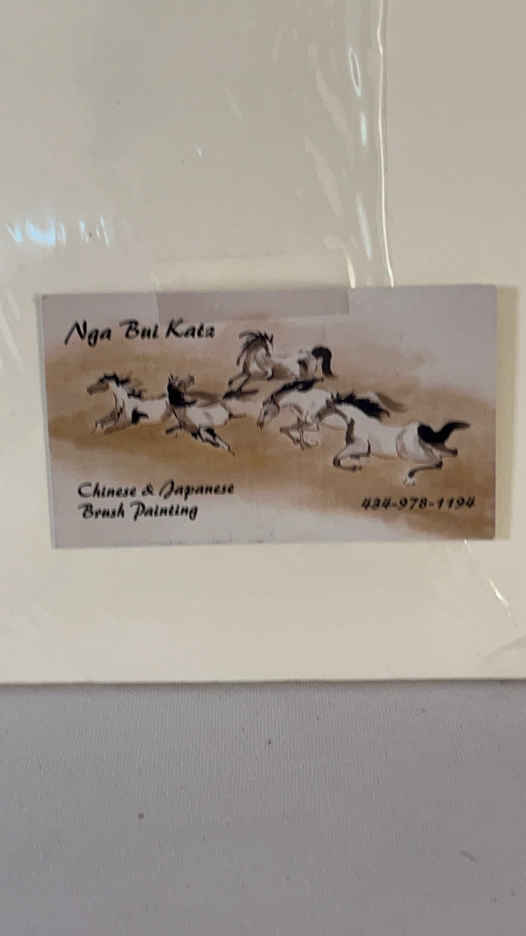 Nga Bui Katz
Chinese & Japanese
Brush Painting
434-978-1194